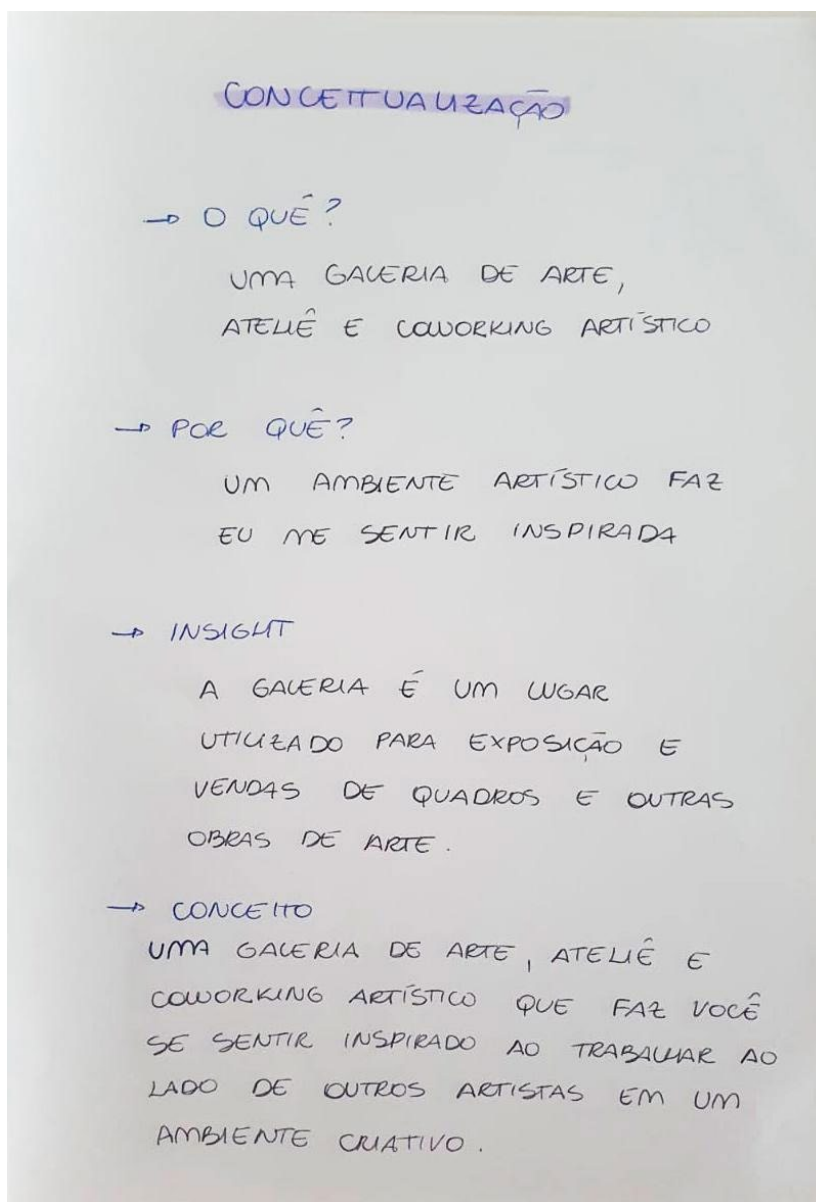 CONCEITUALIZAÇÃO
→ O QUÊ?
UMA GALERIA DE ARTE,
ATELIÊ E COWORKING ARTÍSTICO
→ POR QUÊ?
UM AMBIENTE ARTÍSTICO FAZ
EU ME SENTIR INSPIRADA
→ INSIGHT
A GALERIA É UM LUGAR
UTILIZADO PARA EXPOSIÇÃO E
VENDAS DE QUADROS E OUTRAS
OBRAS DE ARTE.
→ CONCEITO
UMA GALERIA DE ARTE, ATELIÊ E
COWORKING ARTÍSTICO QUE FAZ VOCÊ
SE SENTIR INSPIRADO AO TRABALHAR AO
LADO DE OUTROS ARTISTAS EM UM
AMBIENTE CRIATIVO.